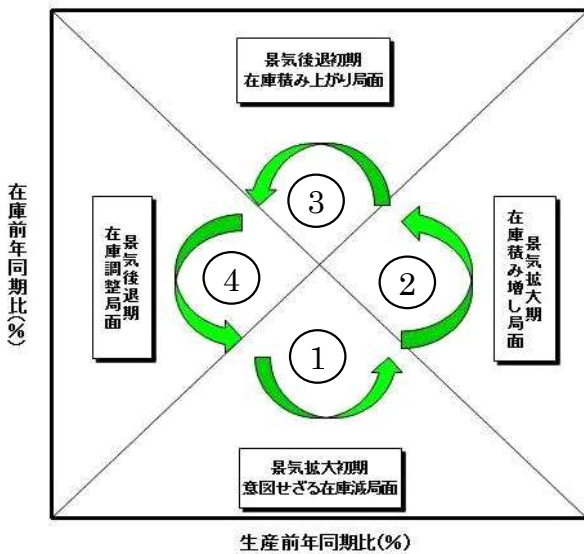 景気後退初期
在庫積み上がり局面
在庫前年同期比(%)
景気後退期
在庫調整局面
③
④
②
①
景気拡大期
在庫積み増し局面
景気拡大初期
意図せざる在庫減局面
生産前年同期比(%)